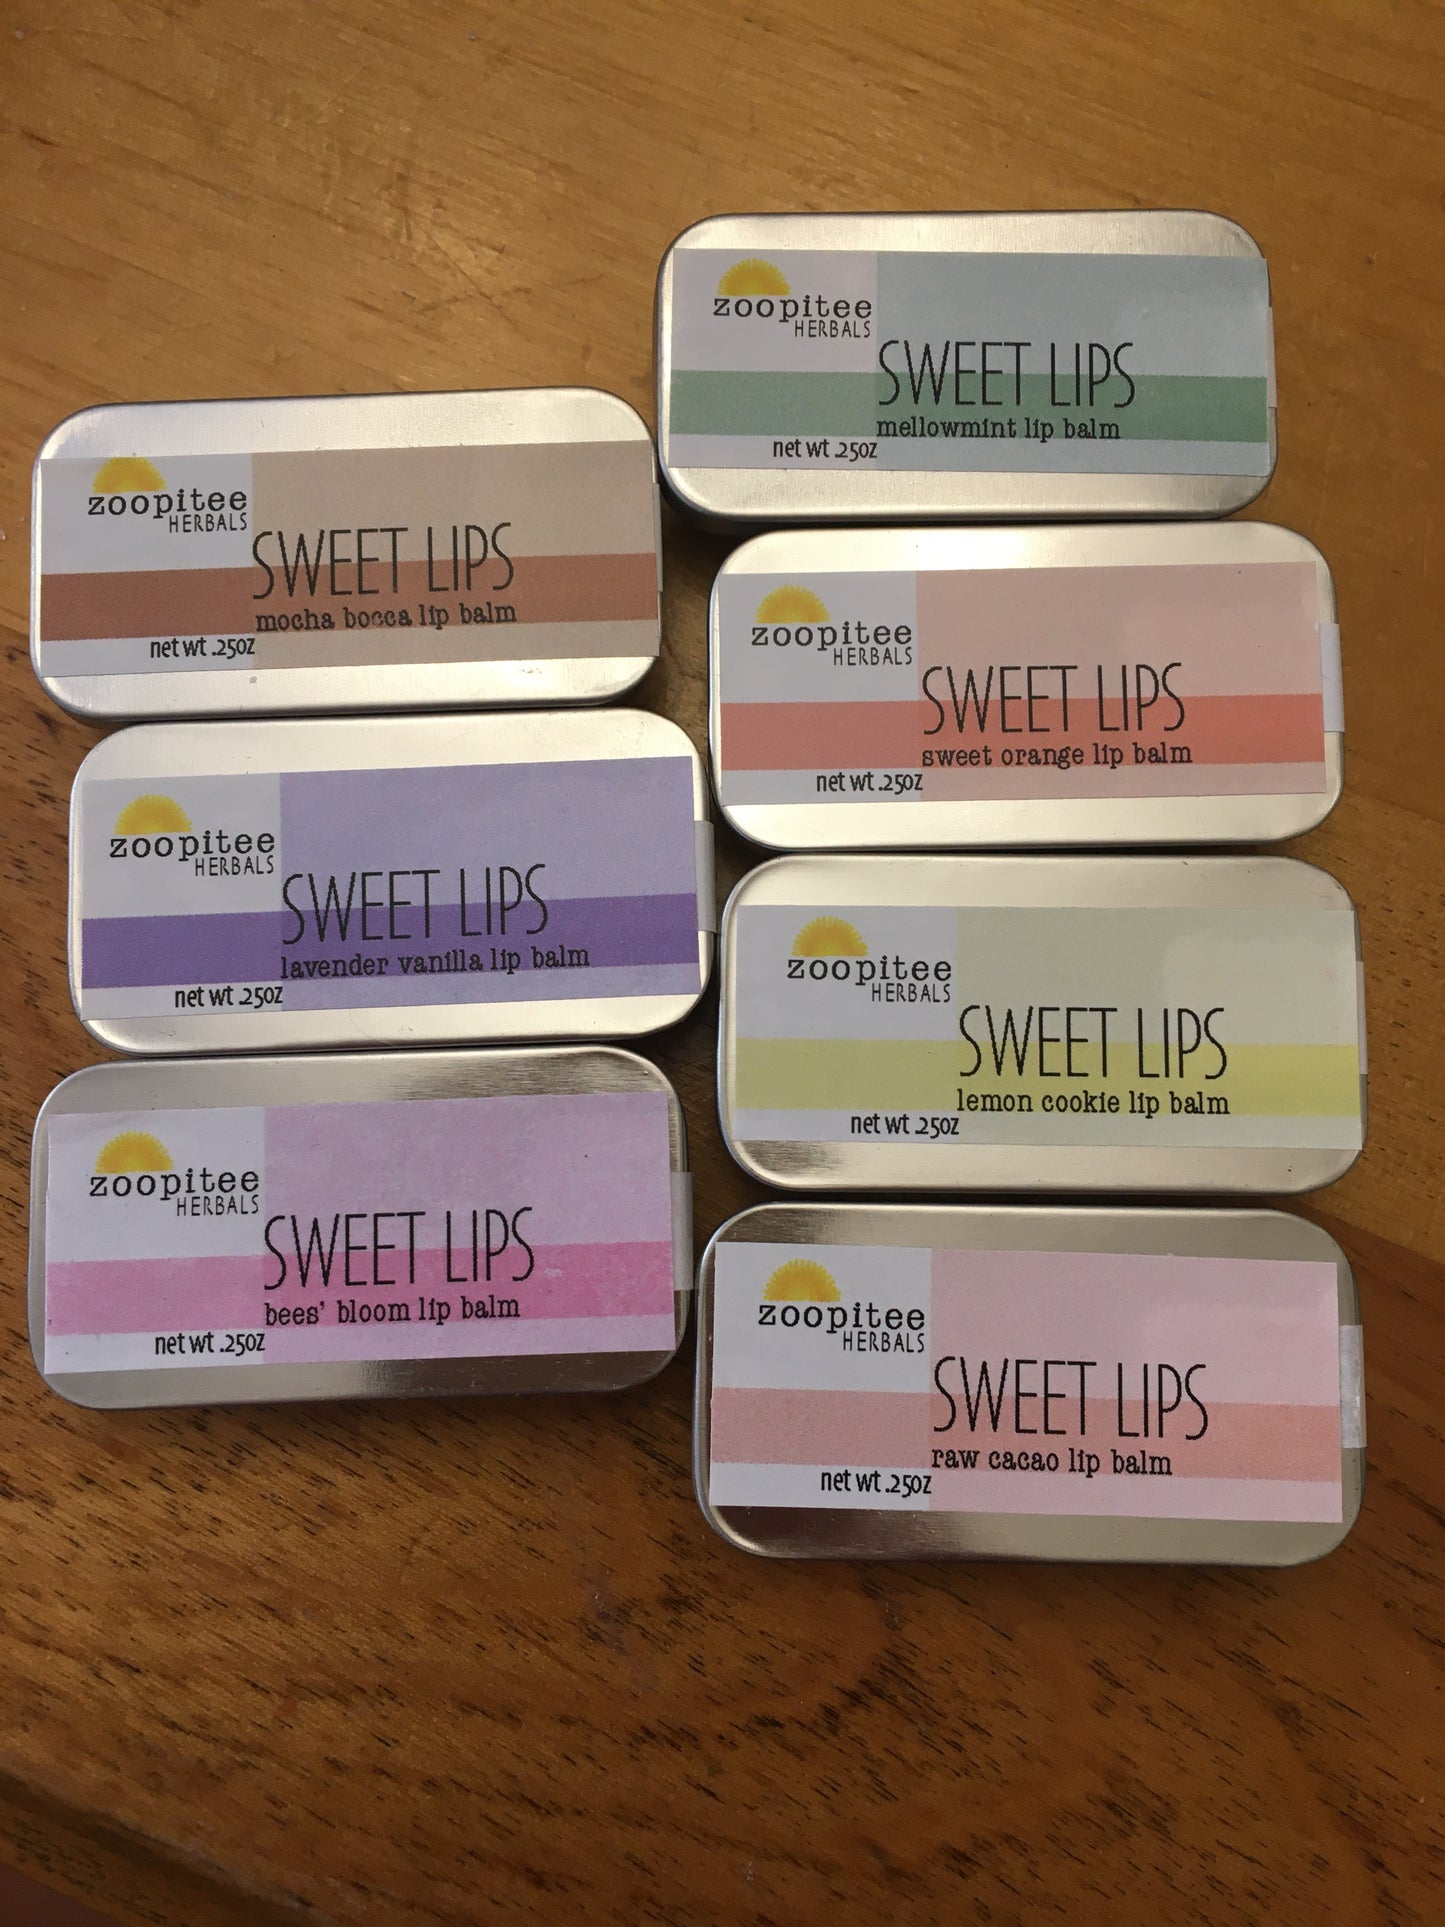 zoopitee
HERBALS
SWEET LIPS
mocha bocca lip balm
net wt .25oz
zoopitee
HERBALS
SWEET LIPS
lavender vanilla lip balm
net wt .25oz
zoopitee
HERBALS
SWEET LIPS
bees' bloom lip balm
net wt .25oz
zoopitee
HERBALS
SWEET LIPS
mellowmint lip balm
net wt .25oz
zoopitee
HERBALS
SWEET LIPS
sweet orange lip balm
net wt .25oz
zoopitee
HERBALS
SWEET LIPS
lemon cookie lip balm
net wt .25oz
zoopitee
HERBALS
SWEET LIPS
raw cacao lip balm
net wt .25oz